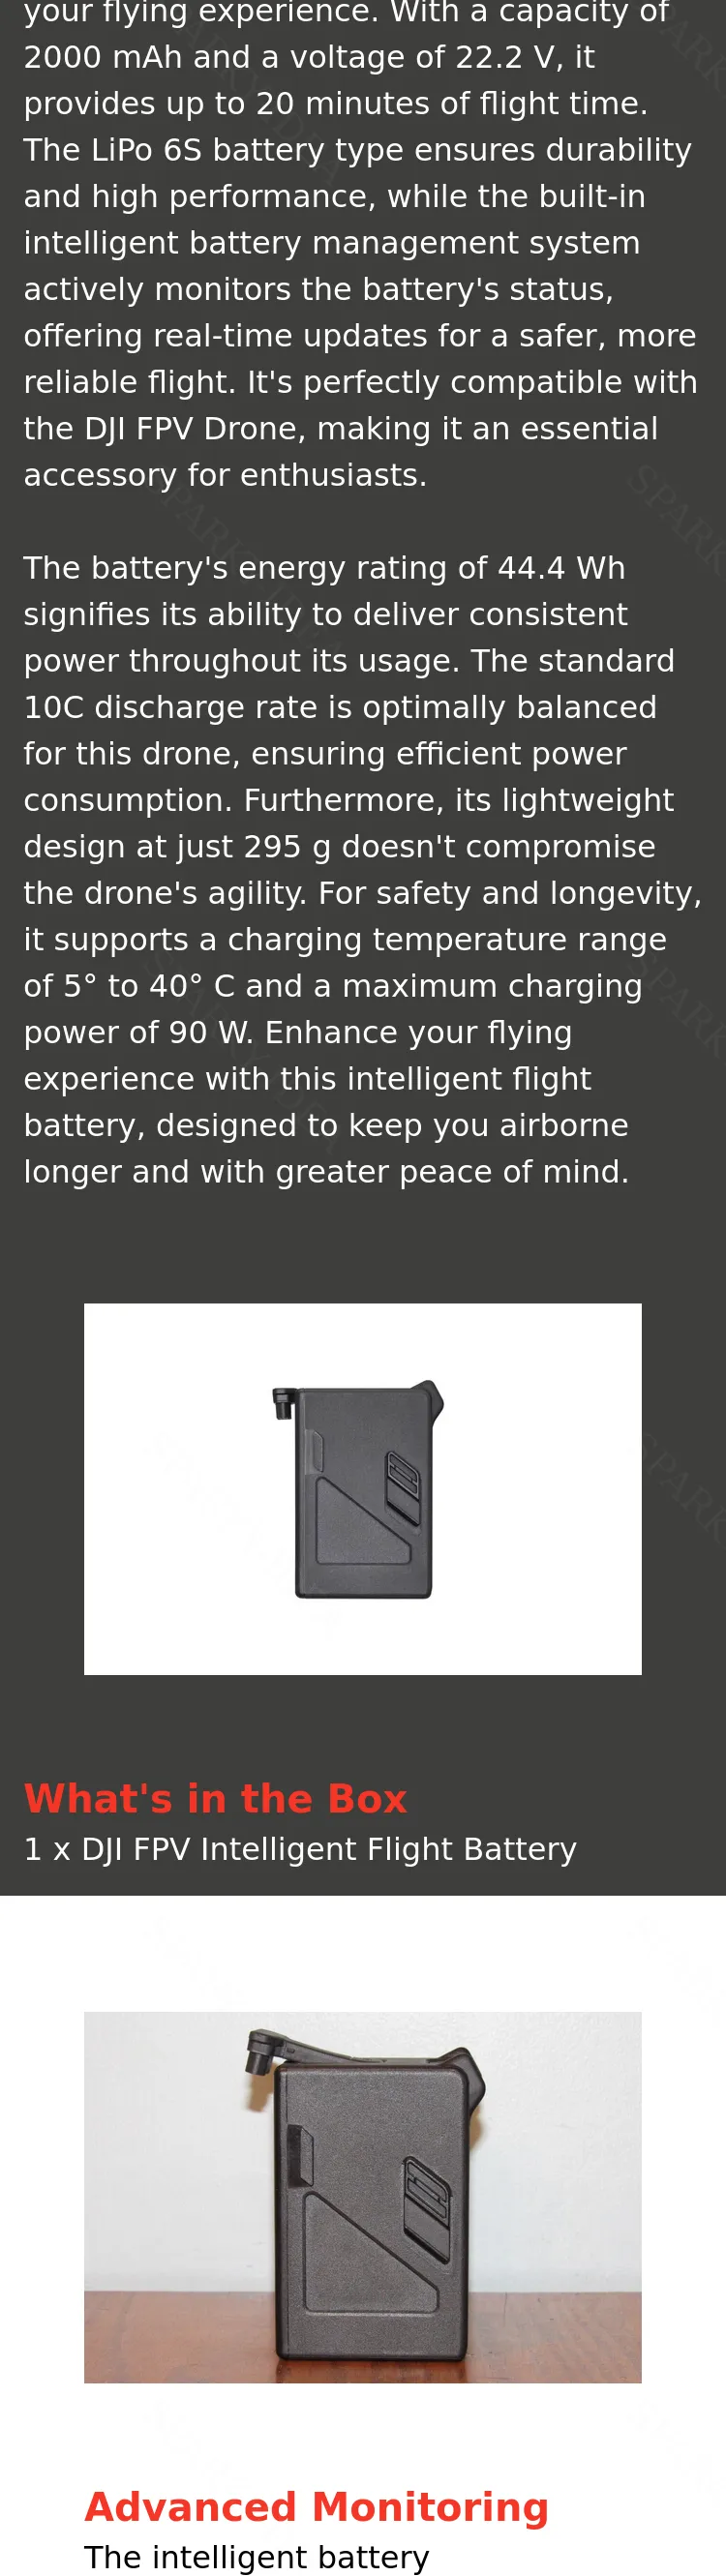 your flying experience. With a capacity of
2000 mAh and a voltage of 22.2 V, it
provides up to 20 minutes of flight time.
The LiPo 6S battery type ensures durability
and high performance, while the built-in
intelligent battery management system
actively monitors the battery's status,
offering real-time updates for a safer, more
reliable flight. It's perfectly compatible with
the DJI FPV Drone, making it an essential
accessory for enthusiasts.
The battery's energy rating of 44.4 Wh
signifies its ability to deliver consistent
power throughout its usage. The standard
10C discharge rate is optimally balanced
for this drone, ensuring efficient power
consumption. Furthermore, its lightweight
design at just 295 g doesn't compromise
the drone's agility. For safety and longevity,
it supports a charging temperature range
of 5° to 40° C and a maximum charging
power of 90 W. Enhance your flying
experience with this intelligent flight
battery, designed to keep you airborne
longer and with greater peace of mind.
What's in the Box
1 x DJI FPV Intelligent Flight Battery
Advanced Monitoring
The intelligent battery